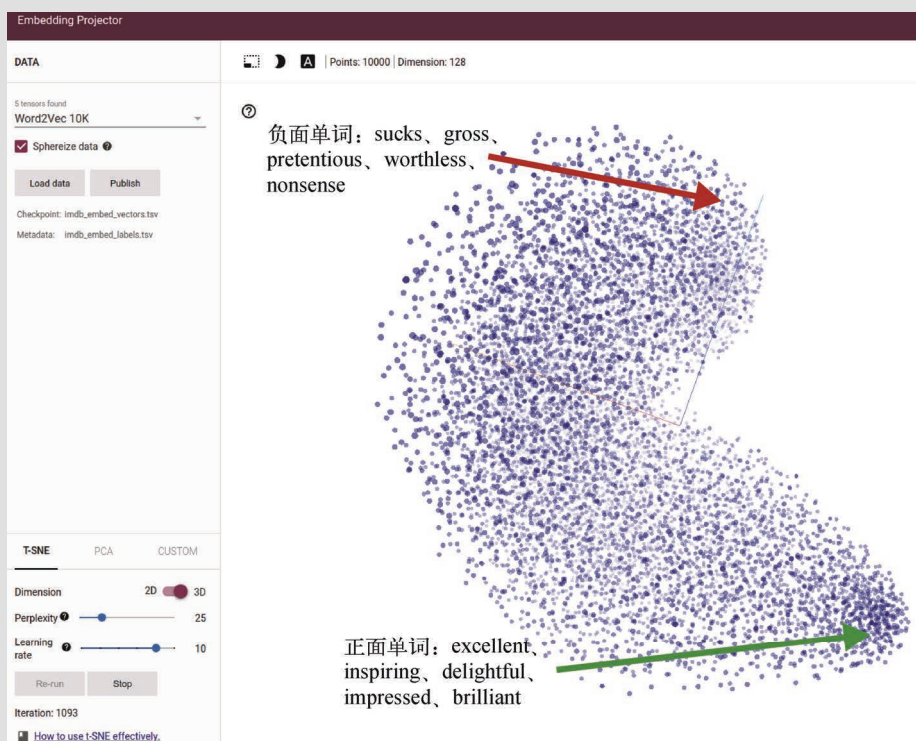 Embedding Projector
DATA
5 tensors found
Word2Vec 10K
Sphereize data
Load data
Publish
Checkpoint: imdb_embed_vectors.tsv
Metadata: imdb_embed_labels.tsv
A
Points: 10000
Dimension: 128
负面单词：sucks、gross、
pretentious、worthless、
nonsense
正面单词：excellent、
inspiring、delightful、
impressed、brilliant
T-SNE
PCA
CUSTOM
Dimension 2D 3D
Perplexity 25
Learning
rate 10
Re-run
Stop
Iteration: 1093
How to use t-SNE effectively.